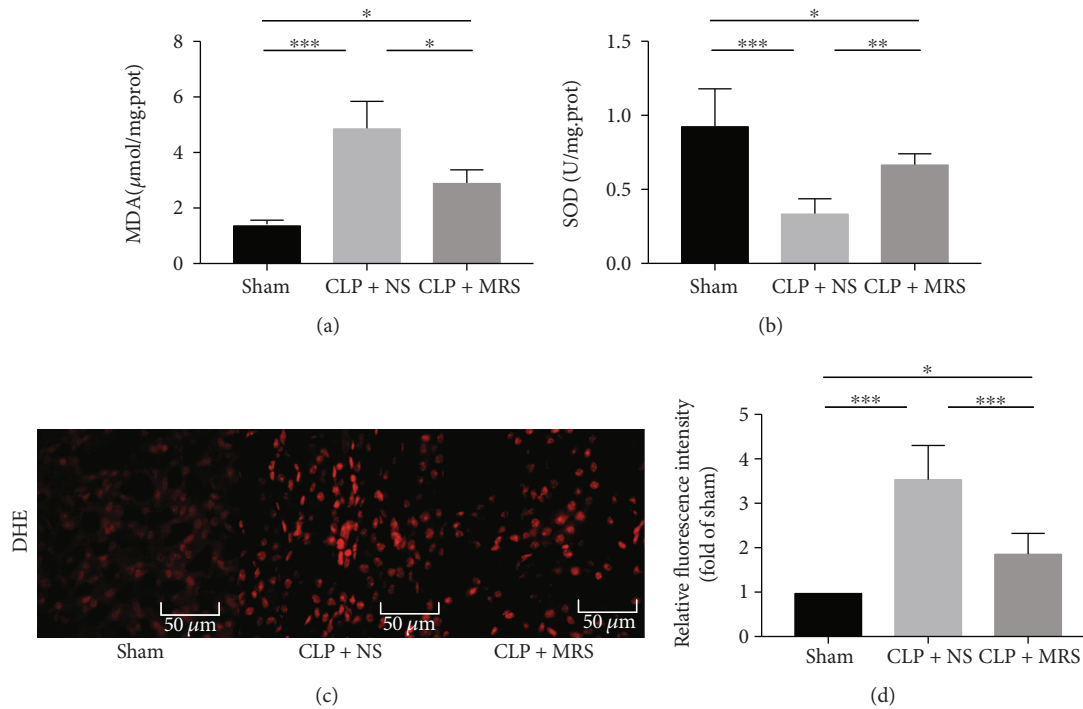 *
***
*
8
6
4
2
0
MDA(μmol/mg.prot)
Sham
CLP + NS
CLP + MRS
(a)
*
***
**
1.5
1.0
0.5
0.0
SOD (U/mg.prot)
Sham
CLP + NS
CLP + MRS
(b)
DHE
50 μm
50 μm
50 μm
Sham
CLP + NS
CLP + MRS
(c)
*
***
***
5
4
3
2
1
0
Relative fluorescence intensity
(fold of sham)
Sham
CLP + NS
CLP + MRS
(d)